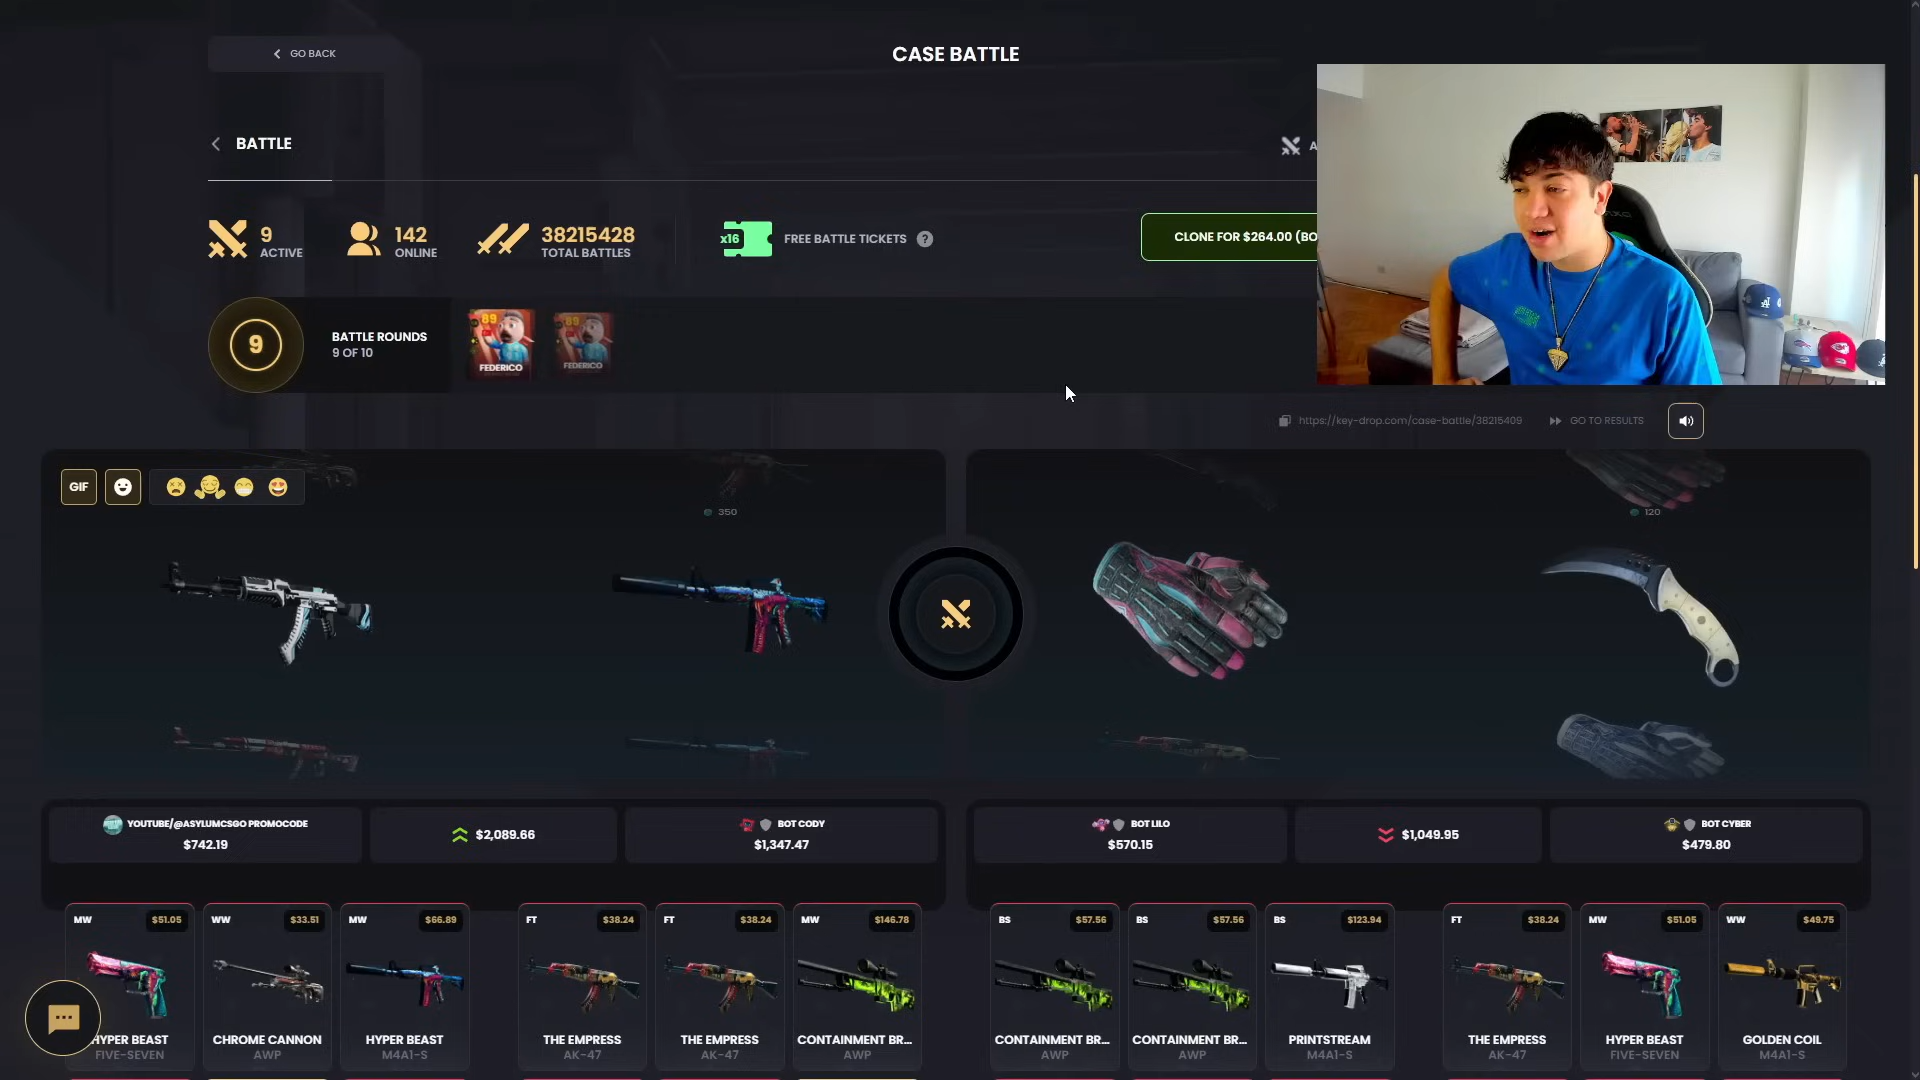 GO BACK
CASE BATTLE
BATTLE
9
ACTIVE
142
ONLINE
38215428
TOTAL BATTLES
x16
FREE BATTLE TICKETS ?
CLONE FOR $264.00 (BO
9
BATTLE ROUNDS
9 OF 10
89
FEDERICO
89
FEDERICO
https://key-drop.com/case-battle/38215409
GO TO RESULTS
GIF
350
120
YOUTUBE/@ASYLUMCSGO PROMOCODE
$742.19
$2,089.66
BOT CODY
$1,347.47
BOT LILO
$570.15
$1,049.95
BOT CYBER
$479.80
MW $51.05
HYPER BEAST
FIVE-SEVEN
WW $33.51
CHROME CANNON
AWP
MW $66.89
HYPER BEAST
M4A1-S
FT $38.24
THE EMPRESS
AK-47
FT $38.24
THE EMPRESS
AK-47
MW $146.78
CONTAINMENT BR...
AWP
BS $57.56
CONTAINMENT BR...
AWP
BS $57.56
CONTAINMENT BR...
AWP
BS $123.94
PRINTSTREAM
M4A1-S
FT $38.24
THE EMPRESS
AK-47
MW $51.05
HYPER BEAST
FIVE-SEVEN
WW $49.75
GOLDEN COIL
M4A1-S